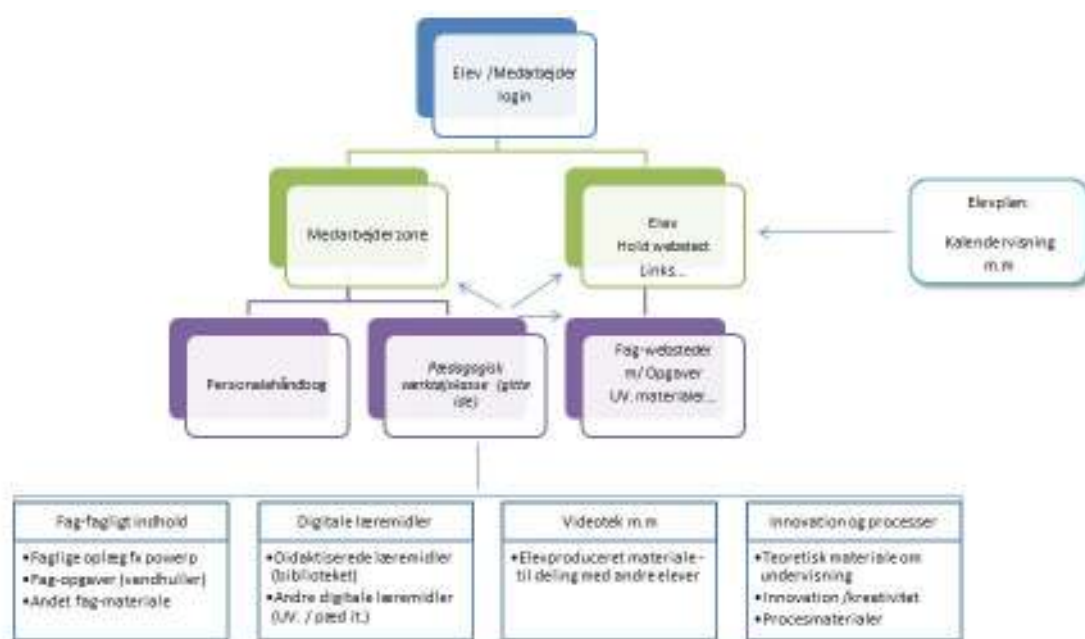 Elev /Medarbejder
login
Medarbejderzone
Elev
Hold websted
Links...
Elevplan:
Kalendervisning
m.m
Personalehåndbog
Pædagogisk
værktøjskasse (gitte
ide)
Fag-websteder
m/ Opgaver
UV. materialer...
Fag-fagligt indhold
•Faglige oplæg fx powerp
•Fag-opgaver (vandhuller)
•Andet fag-materiale
Digitale læremidler
•Didaktiserede læremidler
(biblioteket)
•Andre digitale læremidler
(UV. / pæd it.)
Videotek m.m
•Elevproduceret materiale -
til deling med andre elever
Innovation og processer
•Teoretisk materiale om
undervisning
•Innovation /kreativitet
•Procesmaterialer